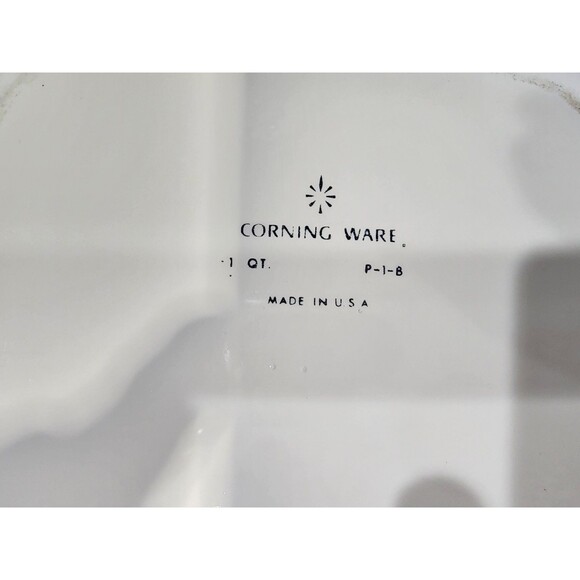 CORNING WARE®
1 QT. P-1-B
MADE IN U.S.A